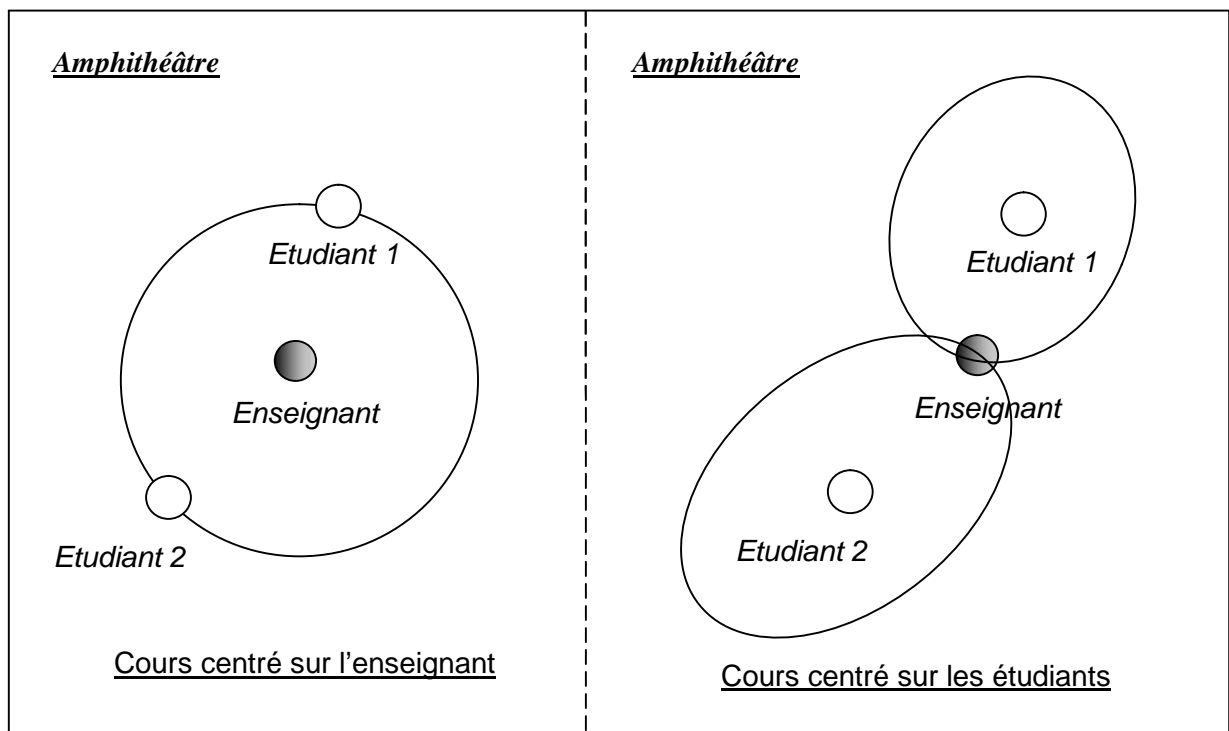 Amphithéâtre
Etudiant 1
Enseignant
Etudiant 2
Cours centré sur l’enseignant
Amphithéâtre
Etudiant 1
Enseignant
Etudiant 2
Cours centré sur les étudiants